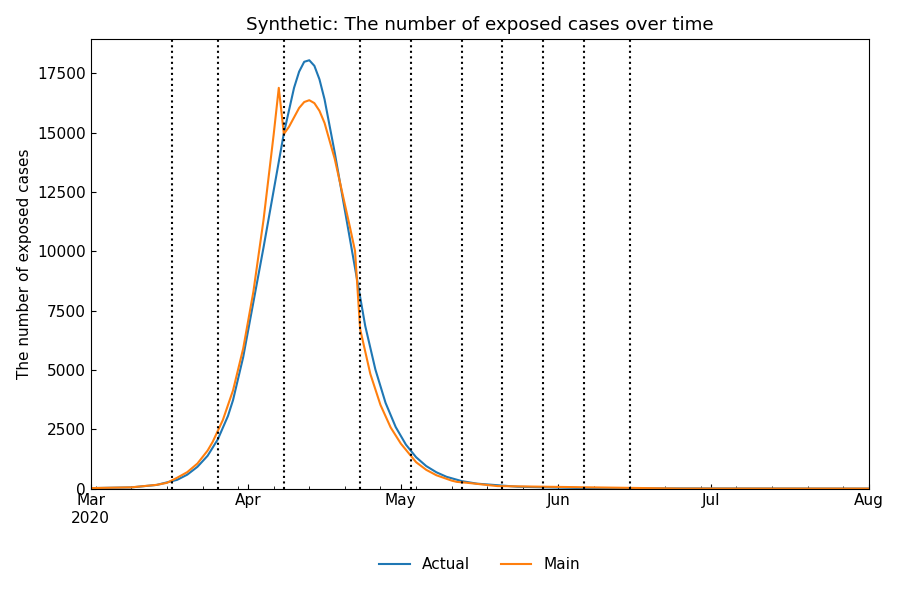 Synthetic: The number of exposed cases over time
The number of exposed cases
17500
15000
12500
10000
7500
5000
2500
0
Mar
2020
Apr
May
Jun
Jul
Aug
Actual
Main